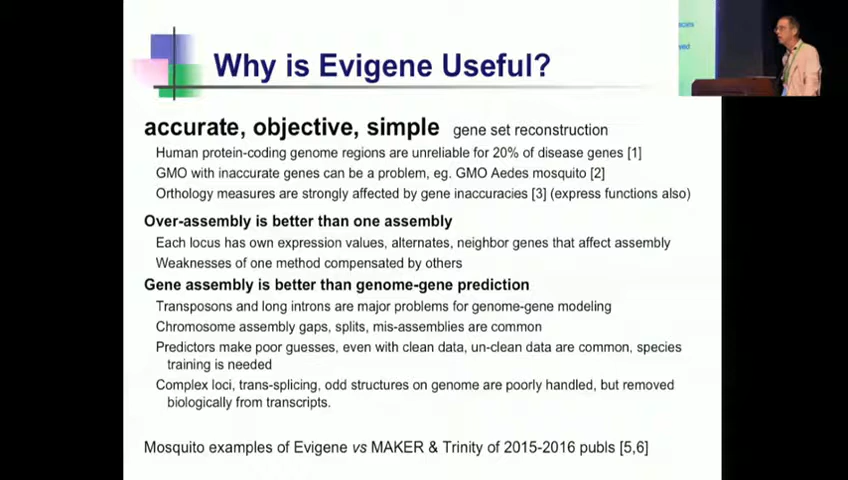 Why is Evigene Useful?
accurate, objective, simple gene set reconstruction
Human protein-coding genome regions are unreliable for 20% of disease genes [1]
GMO with inaccurate genes can be a problem, eg. GMO Aedes mosquito [2]
Orthology measures are strongly affected by gene inaccuracies [3] (express functions also)
Over-assembly is better than one assembly
Each locus has own expression values, alternates, neighbor genes that affect assembly
Weaknesses of one method compensated by others
Gene assembly is better than genome-gene prediction
Transposons and long introns are major problems for genome-gene modeling
Chromosome assembly gaps, splits, mis-assemblies are common
Predictors make poor guesses, even with clean data, un-clean data are common, species
training is needed
Complex loci, trans-splicing, odd structures on genome are poorly handled, but removed
biologically from transcripts.
Mosquito examples of Evigene vs MAKER & Trinity of 2015-2016 publs [5,6]